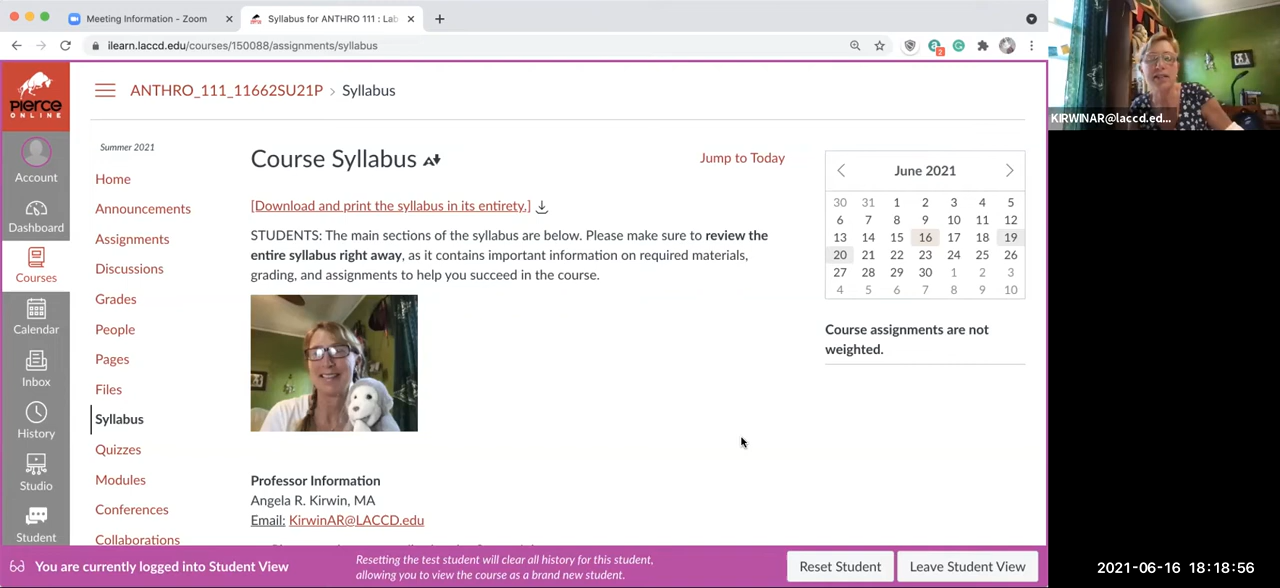 Meeting Information - Zoom
Syllabus for ANTHRO 111 : Lab
ilearn.laccd.edu/courses/150088/assignments/syllabus
2
PIERCE
ONLINE
Account
Dashboard
Courses
Calendar
Inbox
History
Studio
Student
ANTHRO_111_11662SU21P > Syllabus
Summer 2021
Home
Announcements
Assignments
Discussions
Grades
People
Pages
Files
Syllabus
Quizzes
Modules
Conferences
Collaborations
Course Syllabus
Jump to Today
[Download and print the syllabus in its entirety.]
STUDENTS: The main sections of the syllabus are below. Please make sure to review the
entire syllabus right away, as it contains important information on required materials,
grading, and assignments to help you succeed in the course.
Professor Information
Angela R. Kirwin, MA
Email: KirwinAR@LACCD.edu
June 2021
30 31 1 2 3 4 5
6 7 8 9 10 11 12
13 14 15 16 17 18 19
20 21 22 23 24 25 26
27 28 29 30 1 2 3
4 5 6 7 8 9 10
Course assignments are not
weighted.
You are currently logged into Student View
Resetting the test student will clear all history for this student,
allowing you to view the course as a brand new student.
Reset Student
Leave Student View
KIRWINAR@laccd.ed...
2021-06-16 18:18:56